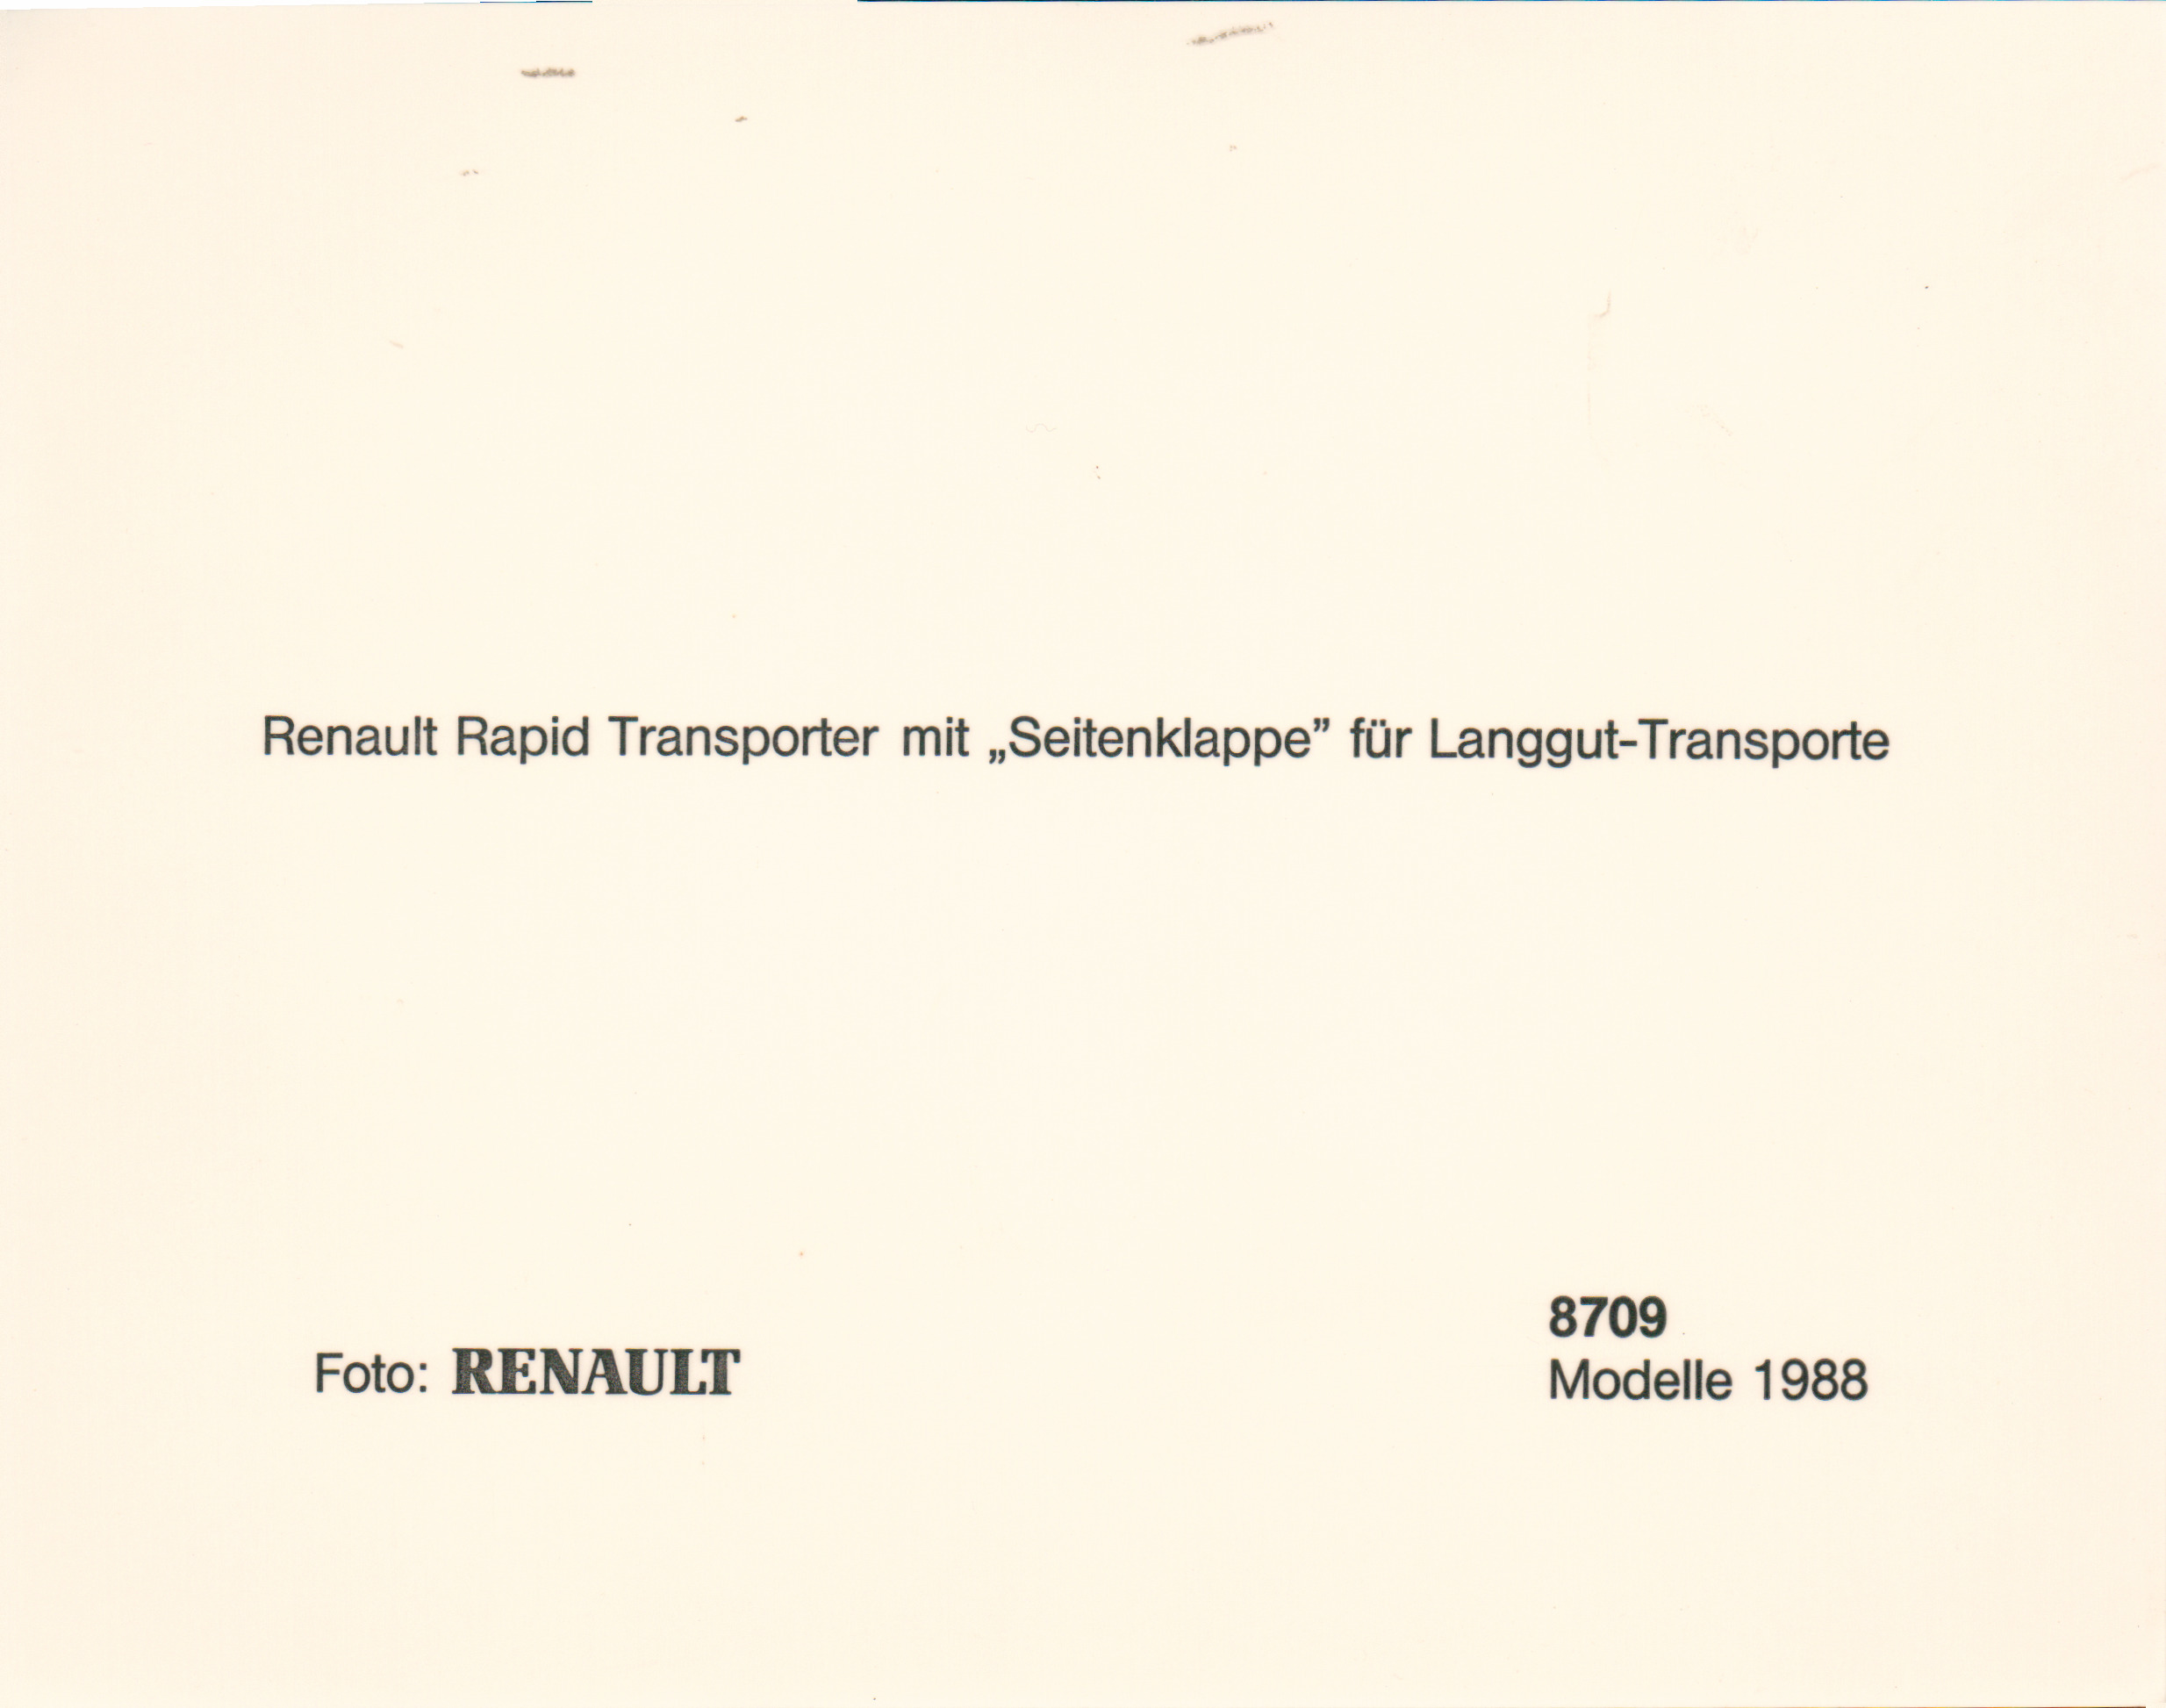 Renault Rapid Transporter mit „Seitenklappe” für Langgut-Transporte
Foto: RENAULT
8709
Modelle 1988